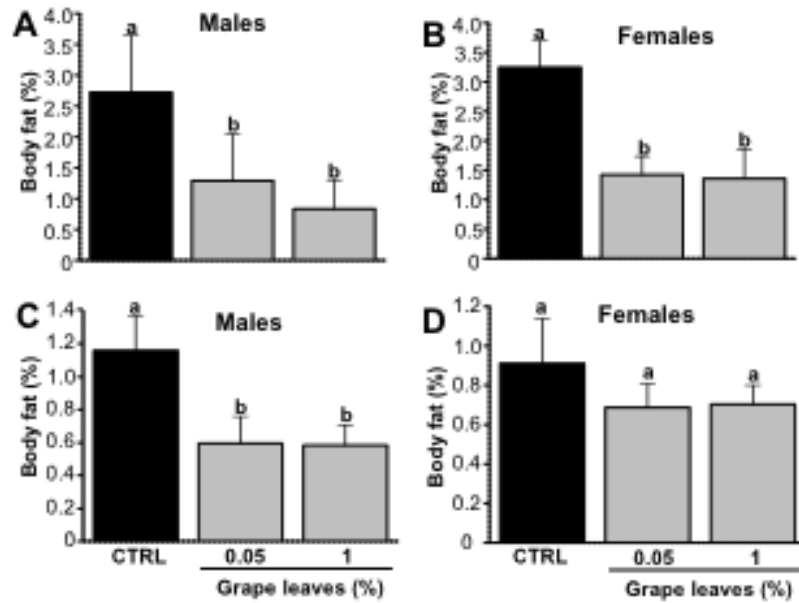 A
Males
Body fat (%)
4.0
3.5
3.0
2.5
2.0
1.5
1.0
0.5
0
a
b
b
B
Females
Body fat (%)
4.0
3.5
3.0
2.5
2.0
1.5
1.0
0.5
0
a
b
b
C
Males
Body fat (%)
1.4
1.2
1.0
0.8
0.6
0.4
0.2
0
a
b
b
CTRL 0.05 1
Grape leaves (%)
D
Females
Body fat (%)
1.2
1.0
0.8
0.6
0.4
0.2
0
a
a
a
CTRL 0.05 1
Grape leaves (%)